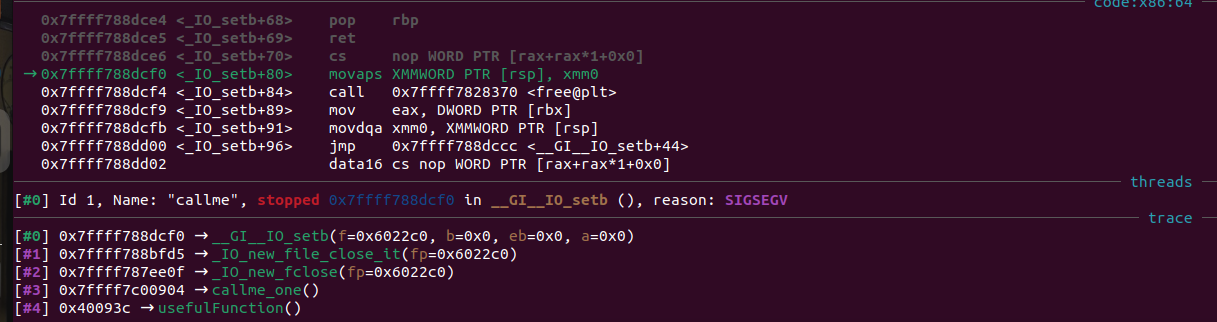 code:x86:64
0x7ffff788dce4 <_IO_setb+68> pop rbp
0x7ffff788dce5 <_IO_setb+69> ret
0x7ffff788dce6 <_IO_setb+70> cs nop WORD PTR [rax+rax*1+0x0]
→0x7ffff788dcf0 <_IO_setb+80> movaps XMMWORD PTR [rsp], xmm0
0x7ffff788dcf4 <_IO_setb+84> call 0x7ffff7828370 <free@plt>
0x7ffff788dcf9 <_IO_setb+89> mov eax, DWORD PTR [rbx]
0x7ffff788dcfb <_IO_setb+91> movdqa xmm0, XMMWORD PTR [rsp]
0x7ffff788dd00 <_IO_setb+96> jmp 0x7ffff788dccc <__GI__IO_setb+44>
0x7ffff788dd02 data16 cs nop WORD PTR [rax+rax*1+0x0]
threads
[#0] Id 1, Name: "callme", stopped 0x7ffff788dcf0 in __GI__IO_setb (), reason: SIGSEGV
trace
[#0] 0x7ffff788dcf0 →__GI__IO_setb(f=0x6022c0, b=0x0, eb=0x0, a=0x0)
[#1] 0x7ffff788bfd5 →_IO_new_file_close_it(fp=0x6022c0)
[#2] 0x7ffff787ee0f →_IO_new_fclose(fp=0x6022c0)
[#3] 0x7ffff7c00904 →callme_one()
[#4] 0x40093c →usefulFunction()